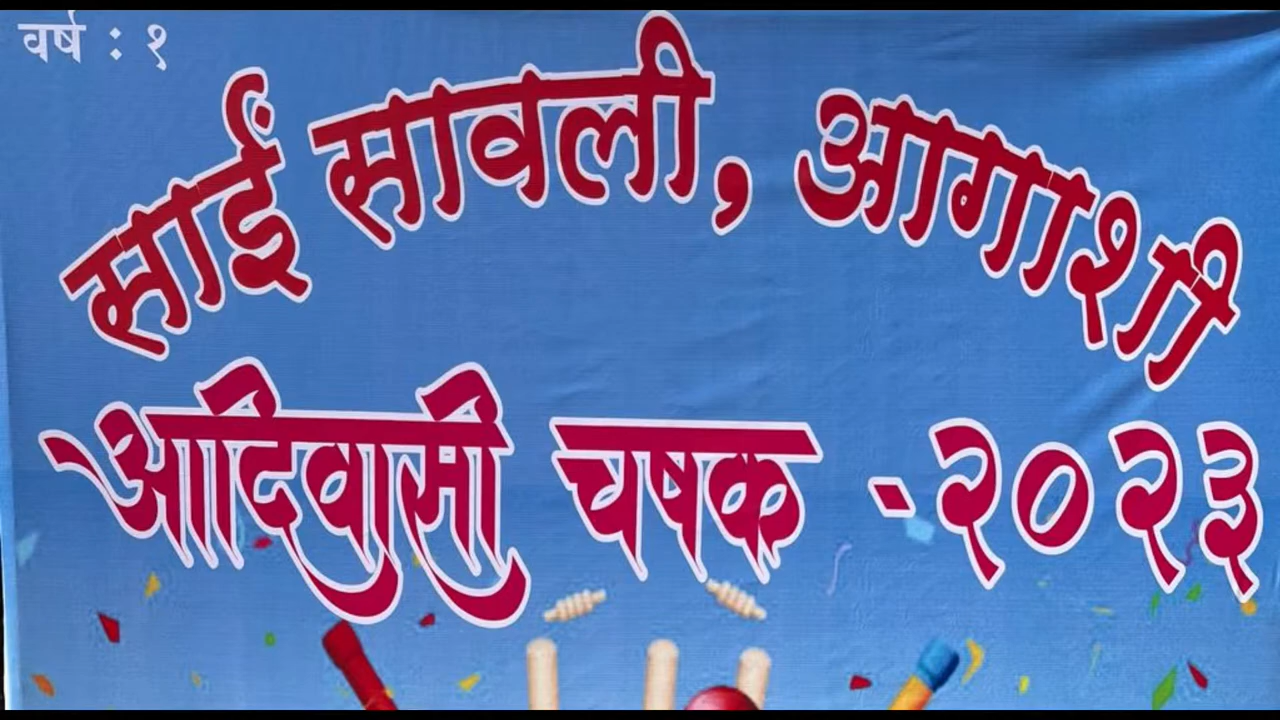 वर्ष : १
साईं सावली, आगाशी
आदिवासी चषक -२०२३